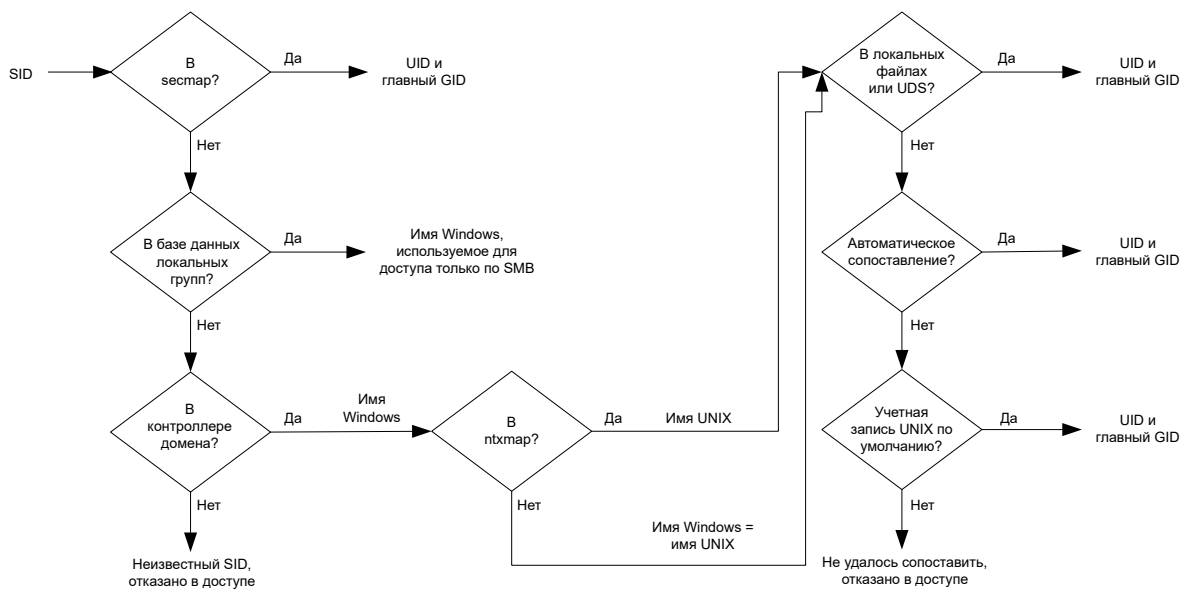 SID
В
secmap?
Да
UID и
главный GID
Нет
В базе данных
локальных
групп?
Да
Имя Windows,
используемое для
доступа только по SMB
Нет
В
контроллере
домена?
Да
Имя
Windows
Нет
Неизвестный SID,
отказано в доступе
В
ntxmap?
Да
Имя UNIX
Нет
Имя Windows =
имя UNIX
В локальных
файлах
или UDS?
Да
UID и
главный GID
Нет
Автоматическое
сопоставление?
Да
UID и
главный GID
Нет
Учетная
запись UNIX по
умолчанию?
Да
UID и
главный GID
Нет
Не удалось сопоставить,
отказано в доступе